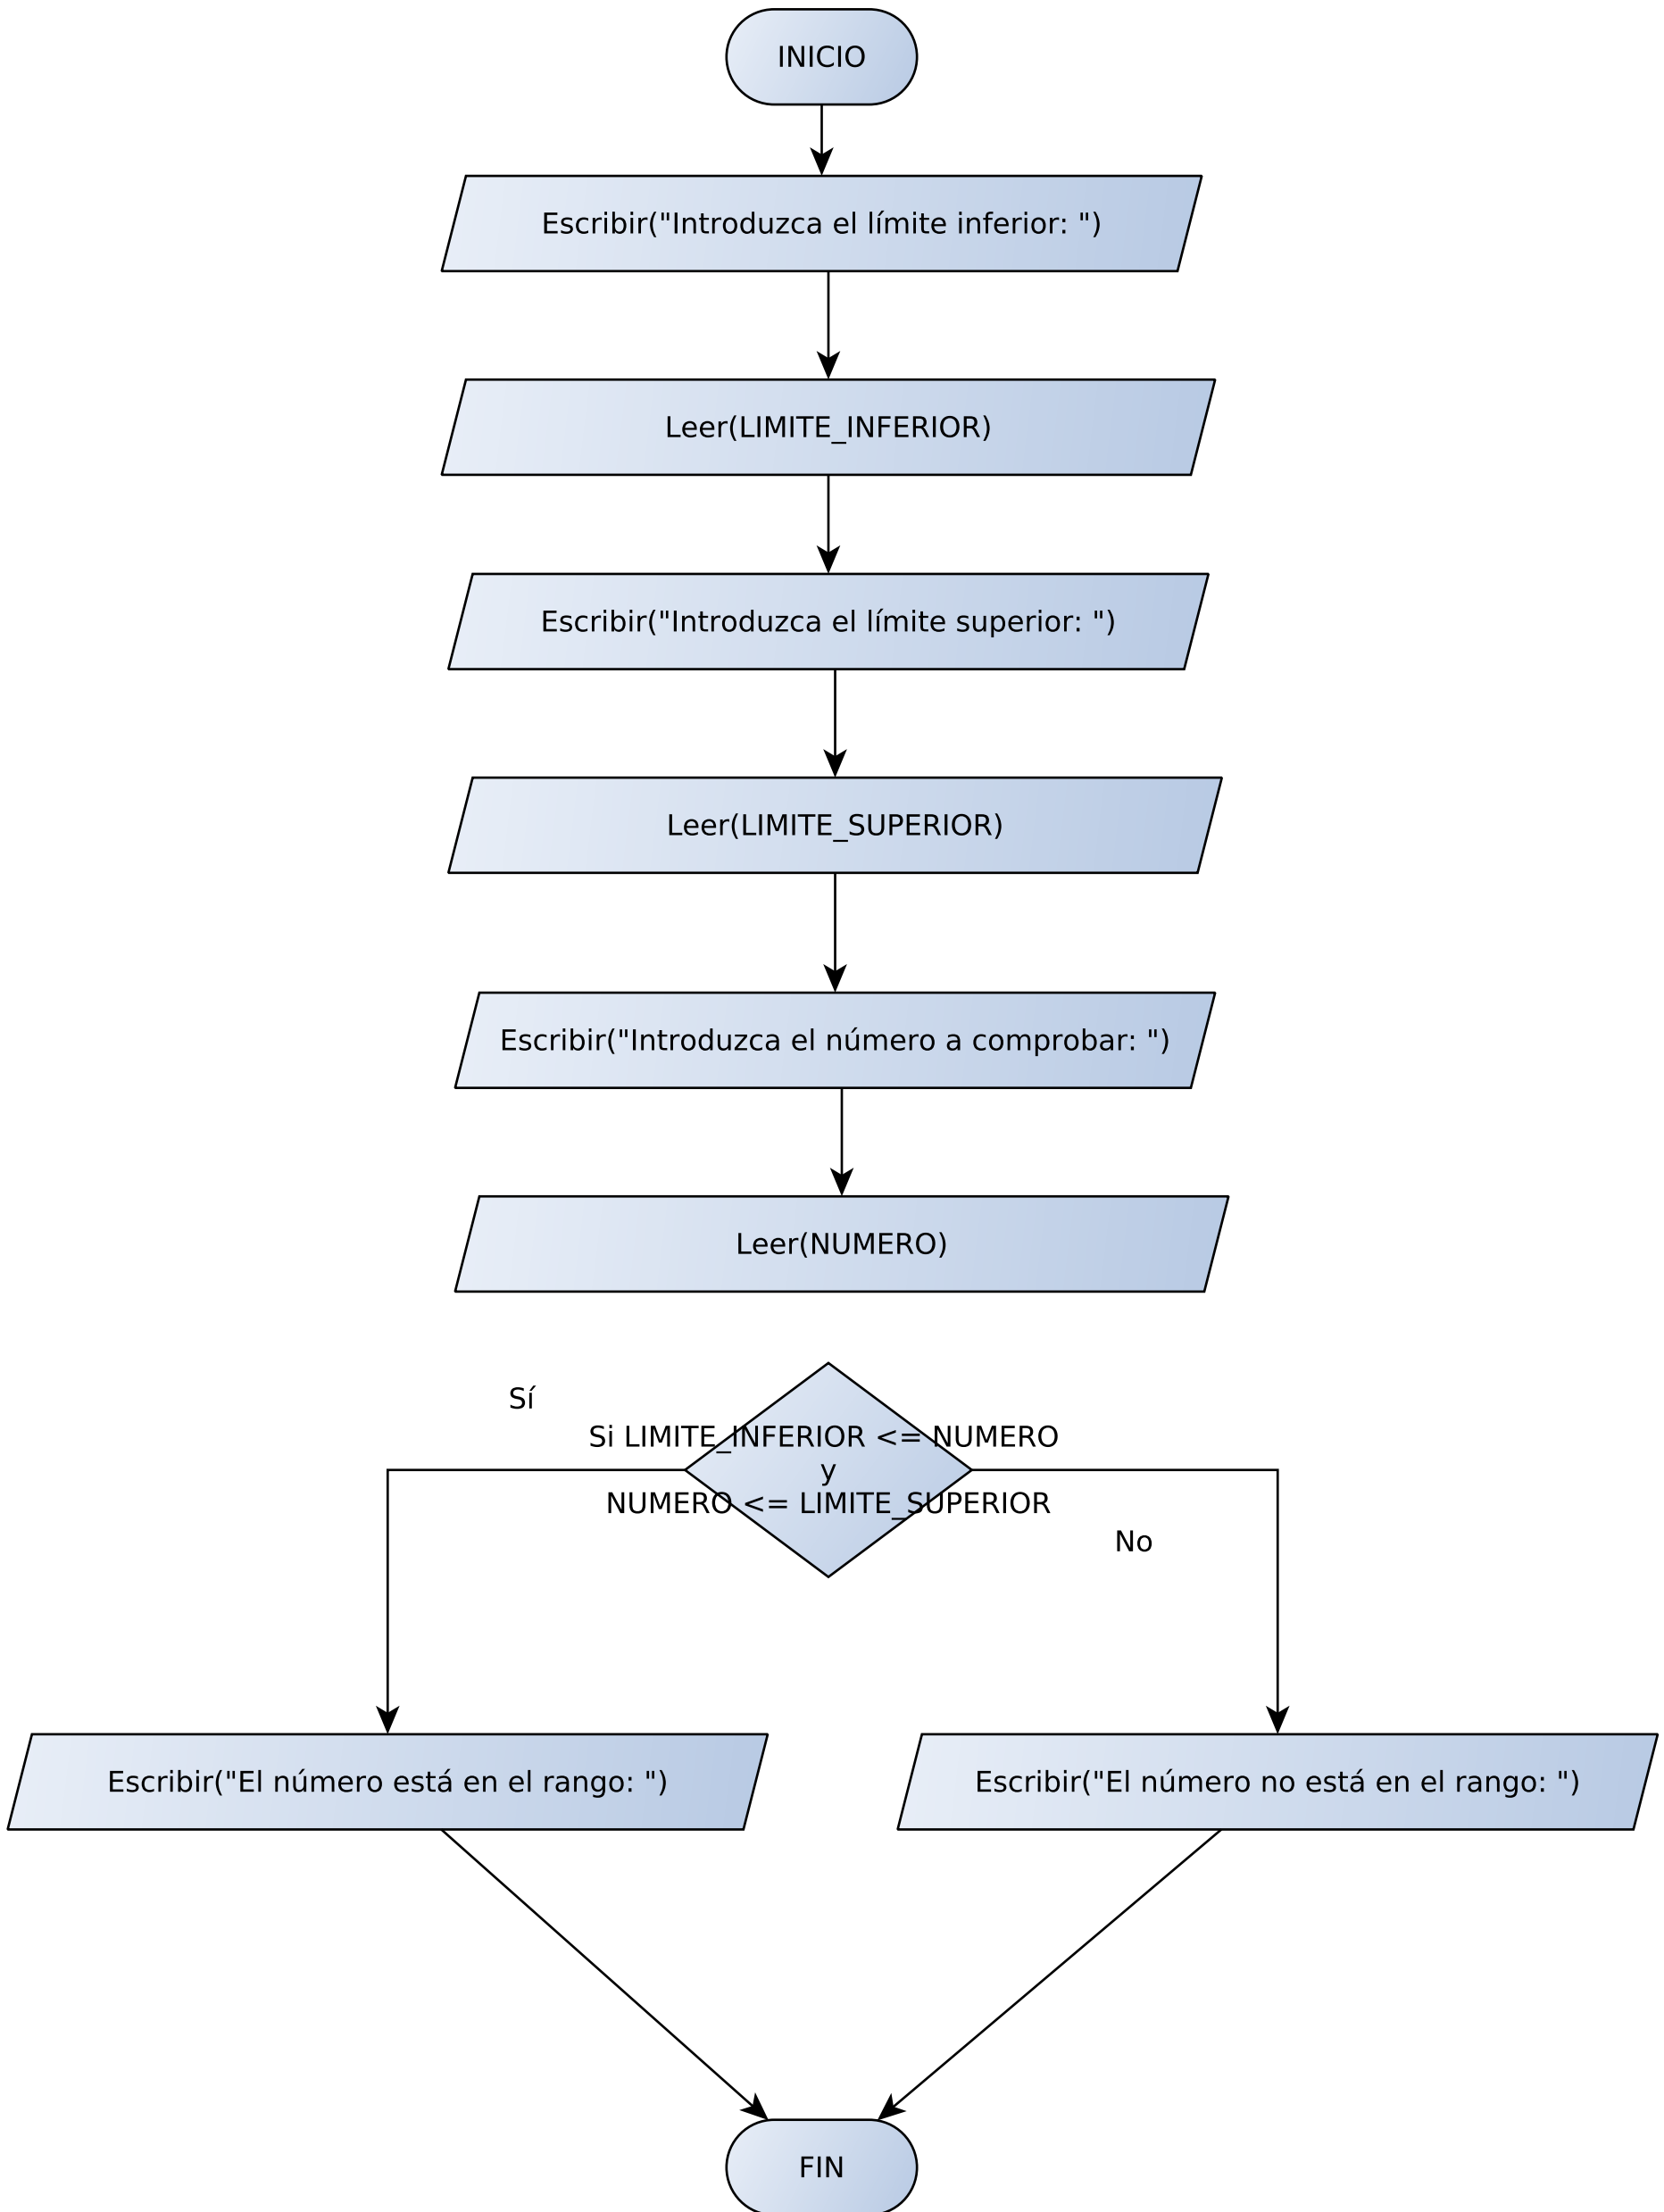 INICIO
Escribir("Introduzca el límite inferior: ")
Leer(LIMITE_INFERIOR)
Escribir("Introduzca el límite superior: ")
Leer(LIMITE_SUPERIOR)
Escribir("Introduzca el número a comprobar: ")
Leer(NUMERO)
Sí
Si LIMITE_INFERIOR <= NUMERO
y
NUMERO <= LIMITE_SUPERIOR
No
Escribir("El número está en el rango: ")
Escribir("El número no está en el rango: ")
FIN